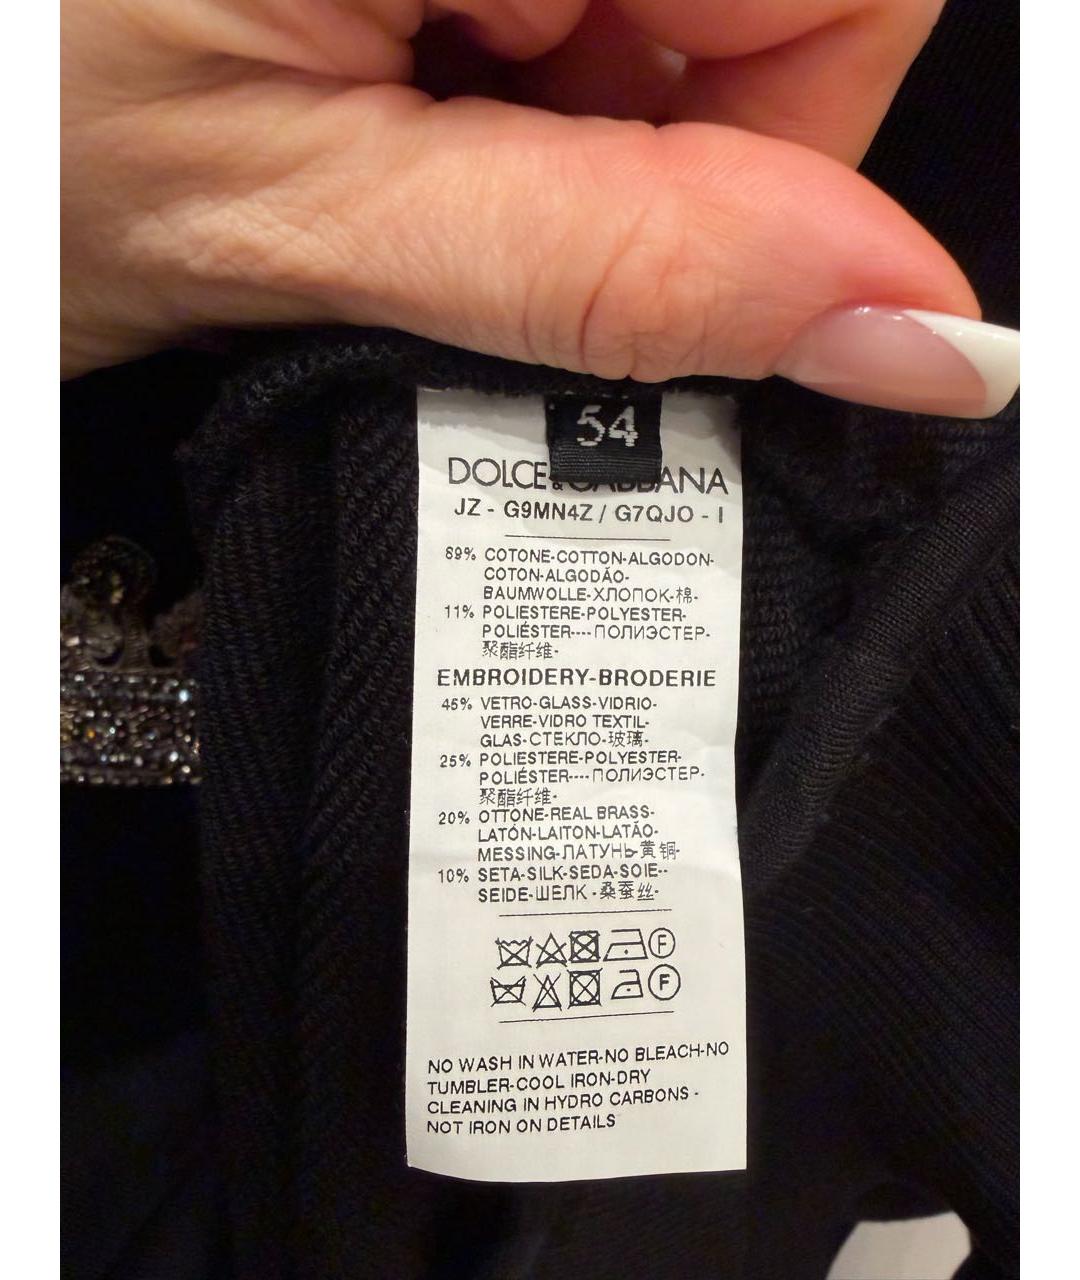 54
DOLCE & GABBANA
JZ - G9MN4Z / G7QJO - I
89% COTONE-COTTON-ALGODON-
COTON-ALGODÃO-
BAUMWOLLE-ХЛОПОК-棉-
11% POLIESTERE-POLYESTER-
POLIÉSTER----ПОЛИЭСТЕР-
聚酯纤维-
EMBROIDERY-BRODERIE
45% VETRO-GLASS-VIDRIO-
VERRE-VIDRO TEXTIL-
GLAS-СТЕКЛО-玻璃-
25% POLIESTERE-POLYESTER-
POLIÉSTER----ПОЛИЭСТЕР-
聚酯纤维-
20% OTTONE-REAL BRASS-
LATÓN-LAITON-LATÃO-
MESSING-ЛАТУНЬ-黄铜-
10% SETA-SILK-SEDA-SOIE--
SEIDE-ШЕЛК -桑蚕丝-
F
F
NO WASH IN WATER-NO BLEACH-NO
TUMBLER-COOL IRON-DRY
CLEANING IN HYDRO CARBONS -
NOT IRON ON DETAILS